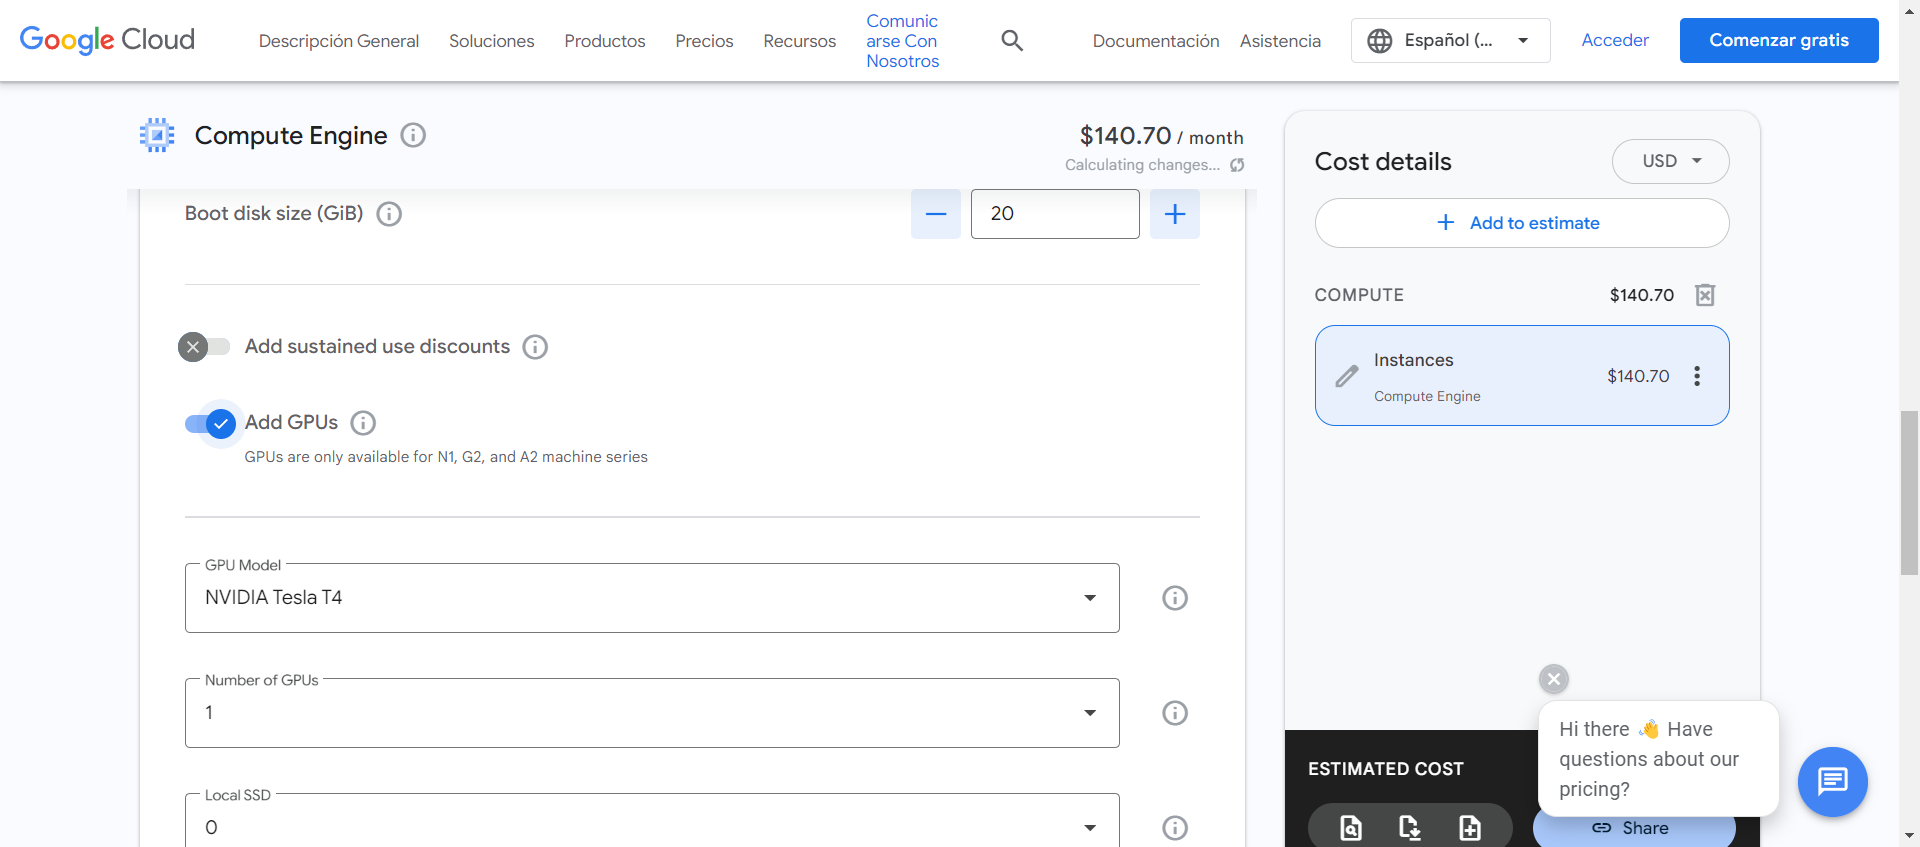 Google Cloud
Descripción General
Soluciones
Productos
Precios
Recursos
Comunic
arse Con
Nosotros
Documentación
Asistencia
Español (...
Acceder
Comenzar gratis
Compute Engine
$140.70 / month
Calculating changes...
Boot disk size (GiB)
20
Add sustained use discounts
Add GPUs
GPUs are only available for N1, G2, and A2 machine series
GPU Model
NVIDIA Tesla T4
Number of GPUs
1
Local SSD
0
Cost details
USD
Add to estimate
COMPUTE
$140.70
Instances
$140.70
Compute Engine
Hi there 👋 Have
questions about our
pricing?
ESTIMATED COST
Share